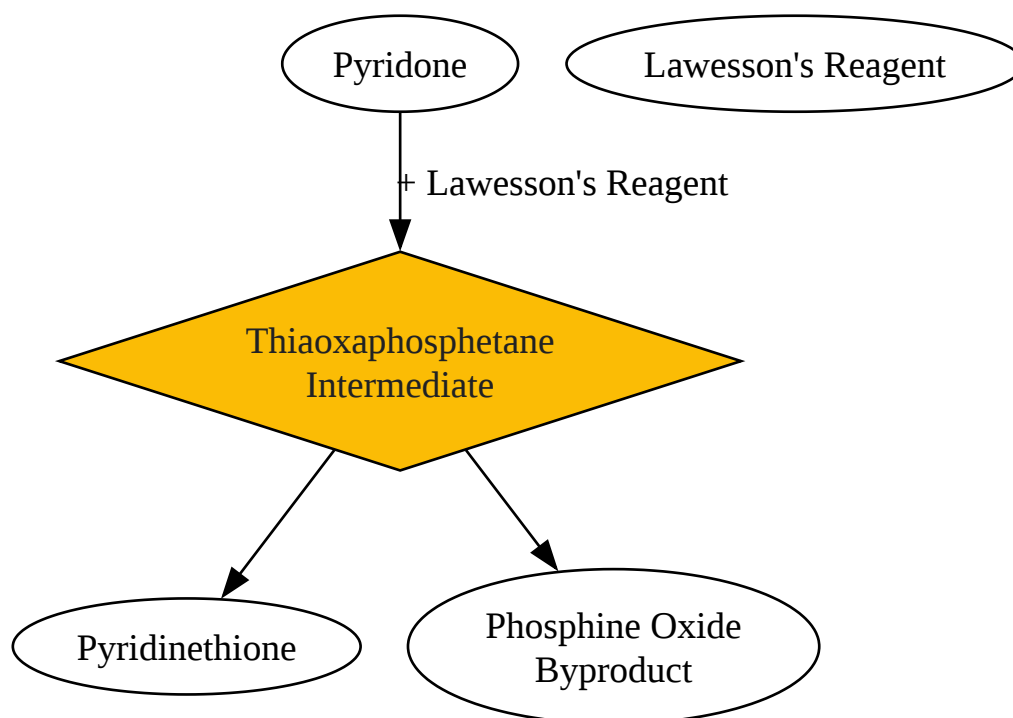 Pyridone
Lawesson's Reagent
+ Lawesson's Reagent
Thiaoxaphosphetane
Intermediate
Pyridinethione
Phosphine Oxide
Byproduct